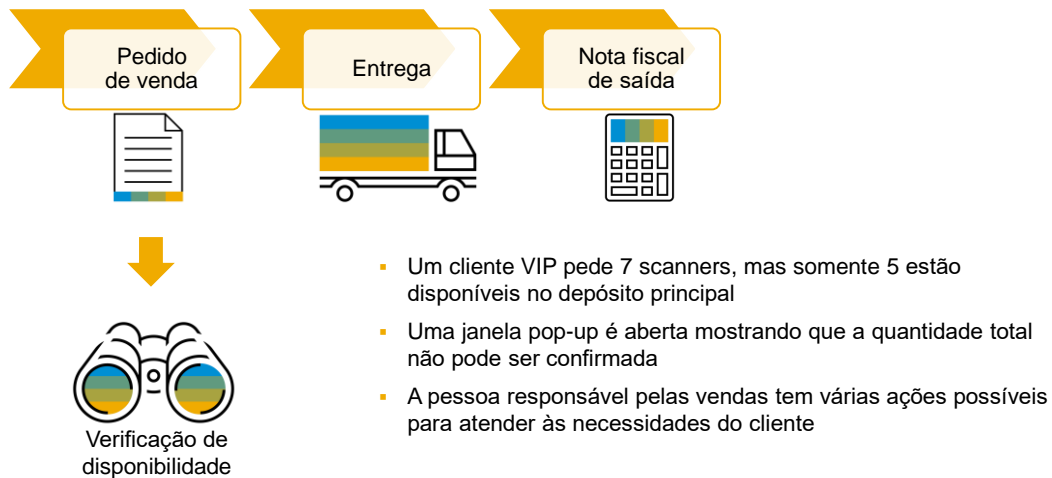 Pedido
de venda
Entrega
Nota fiscal
de saída
Verificação de
disponibilidade
▪ Um cliente VIP pede 7 scanners, mas somente 5 estão
disponíveis no depósito principal
▪ Uma janela pop-up é aberta mostrando que a quantidade total
não pode ser confirmada
▪ A pessoa responsável pelas vendas tem várias ações possíveis
para atender às necessidades do cliente